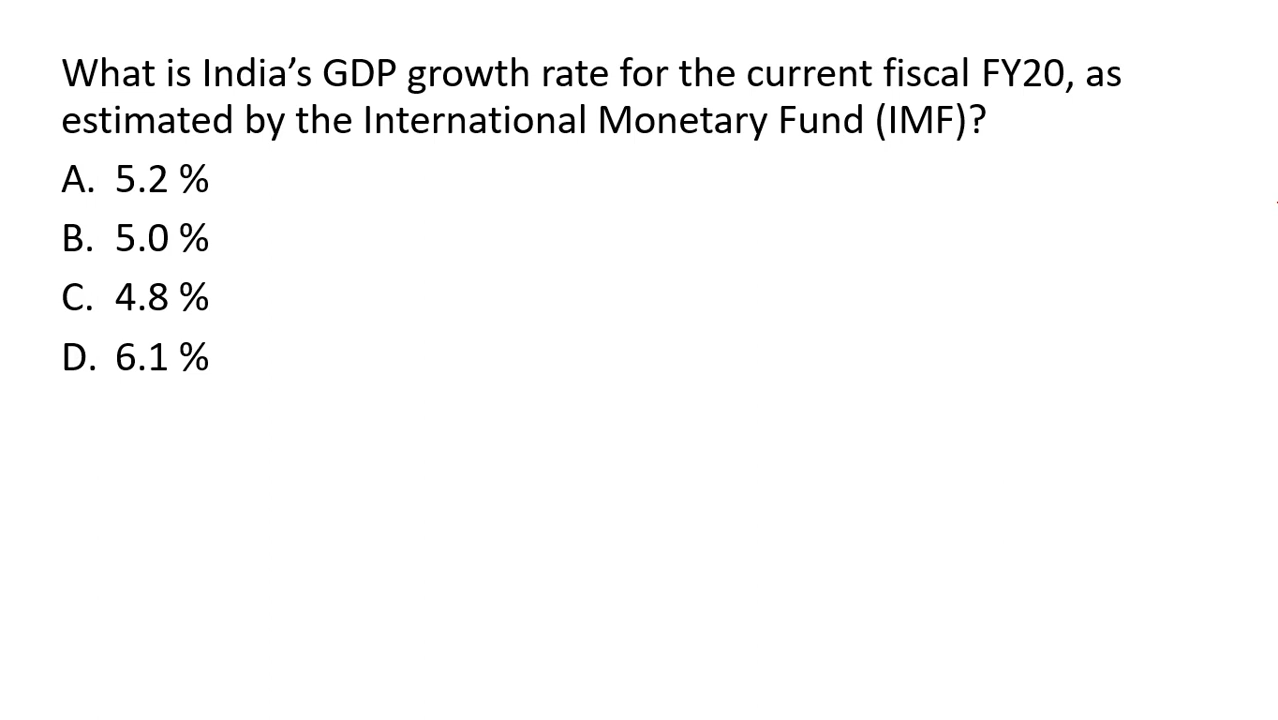 What is India’s GDP growth rate for the current fiscal FY20, as
estimated by the International Monetary Fund (IMF)?
A. 5.2 %
B. 5.0 %
C. 4.8 %
D. 6.1 %